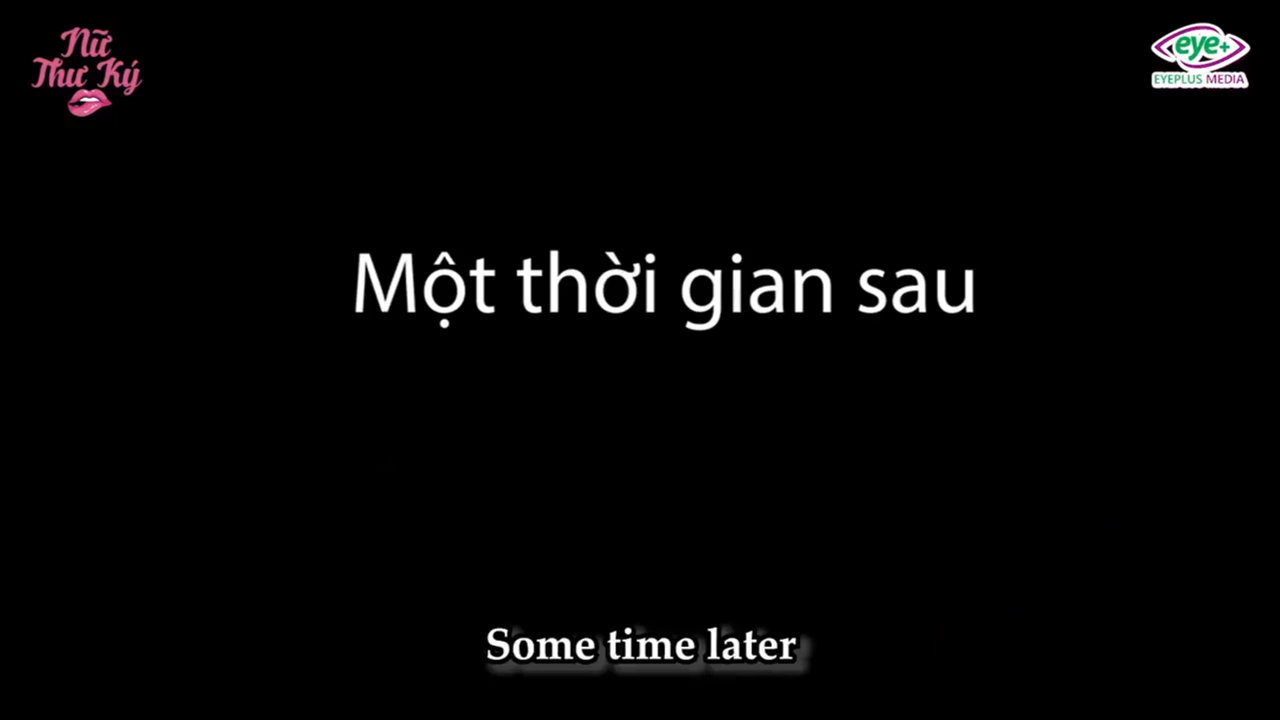 Nữ
Thư Ký
eye+
EYEPLUS MEDIA
Một thời gian sau
Some time later